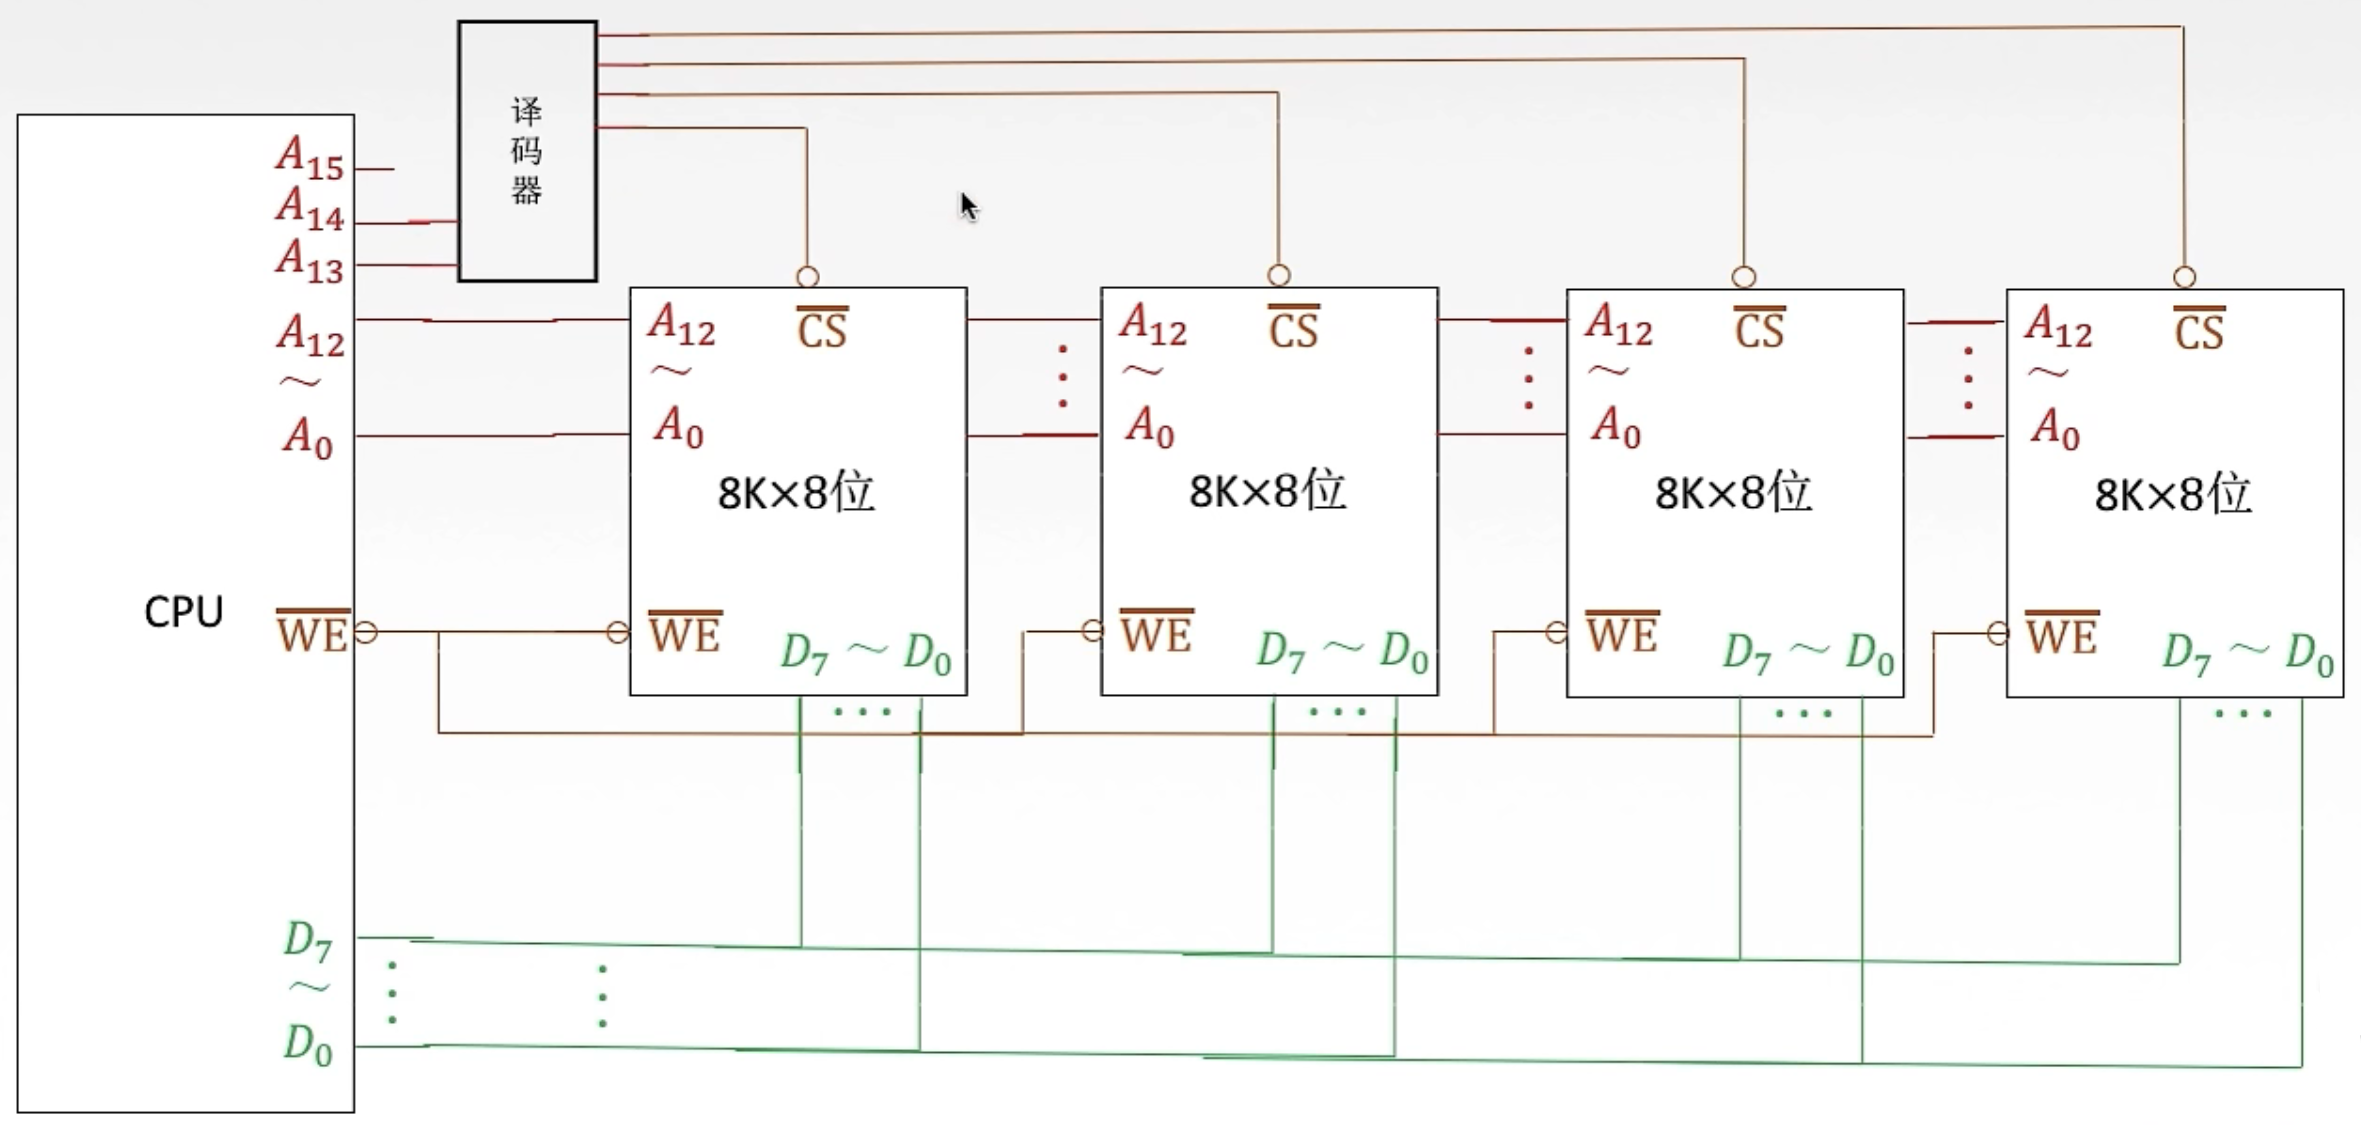 译
码
器
A15
A14
A13
A12
~
A0
CPU
WE
D7
~
D0
A12
~
A0
CS
8K×8位
WE
D7 ~ D0
A12
~
A0
CS
8K×8位
WE
D7 ~ D0
A12
~
A0
CS
8K×8位
WE
D7 ~ D0
A12
~
A0
CS
8K×8位
WE
D7 ~ D0